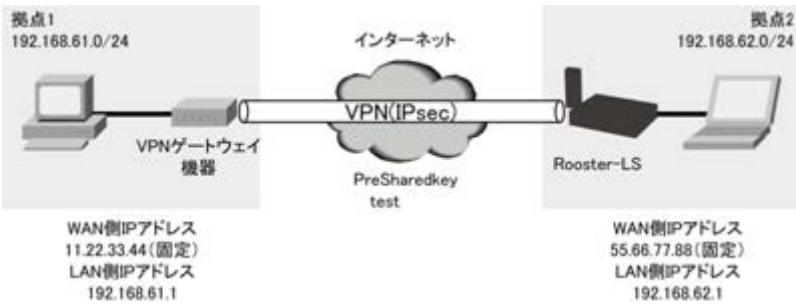 拠点1
192.168.61.0/24
インターネット
拠点2
192.168.62.0/24
VPN(IPsec)
VPNゲートウェイ
機器
PreSharedkey
test
Rooster-LS
WAN側IPアドレス
11.22.33.44(固定)
LAN側IPアドレス
192.168.61.1
WAN側IPアドレス
55.66.77.88(固定)
LAN側IPアドレス
192.168.62.1